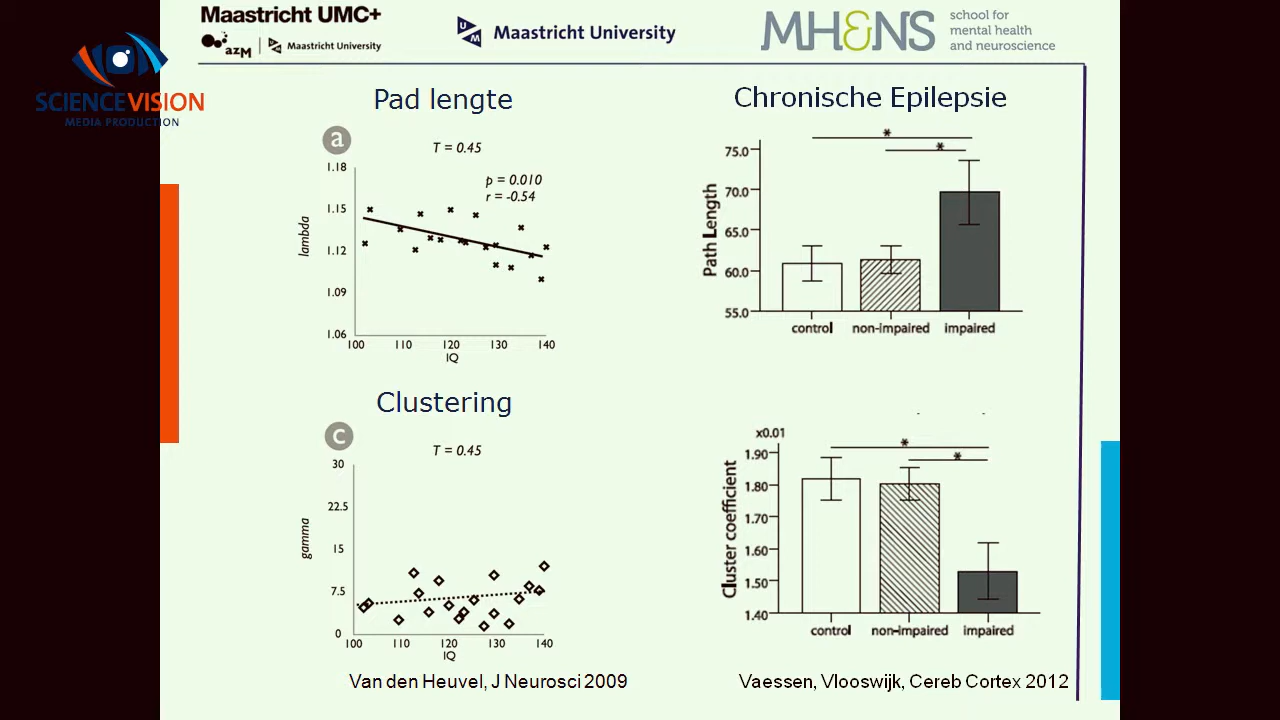 Maastricht UMC+
azM
Maastricht University
UM
Maastricht University
MH&NS
school for
mental health
and neuroscience
SCIENCEVISION
MEDIA PRODUCTION
Pad lengte
a
T = 0.45
p = 0.010
r = -0.54
1.18
1.15
1.12
1.09
1.06
lambda
100 110 120 130 140
IQ
Chronische Epilepsie
*
*
75.0
70.0
65.0
60.0
55.0
Path Length
control non-impaired impaired
Clustering
c
T = 0.45
30
22.5
15
7.5
0
gamma
100 110 120 130 140
IQ
Van den Heuvel, J Neurosci 2009
x0.01
*
*
1.90
1.80
1.70
1.60
1.50
1.40
Cluster coefficient
control non-impaired impaired
Vaessen, Vlooswijk, Cereb Cortex 2012